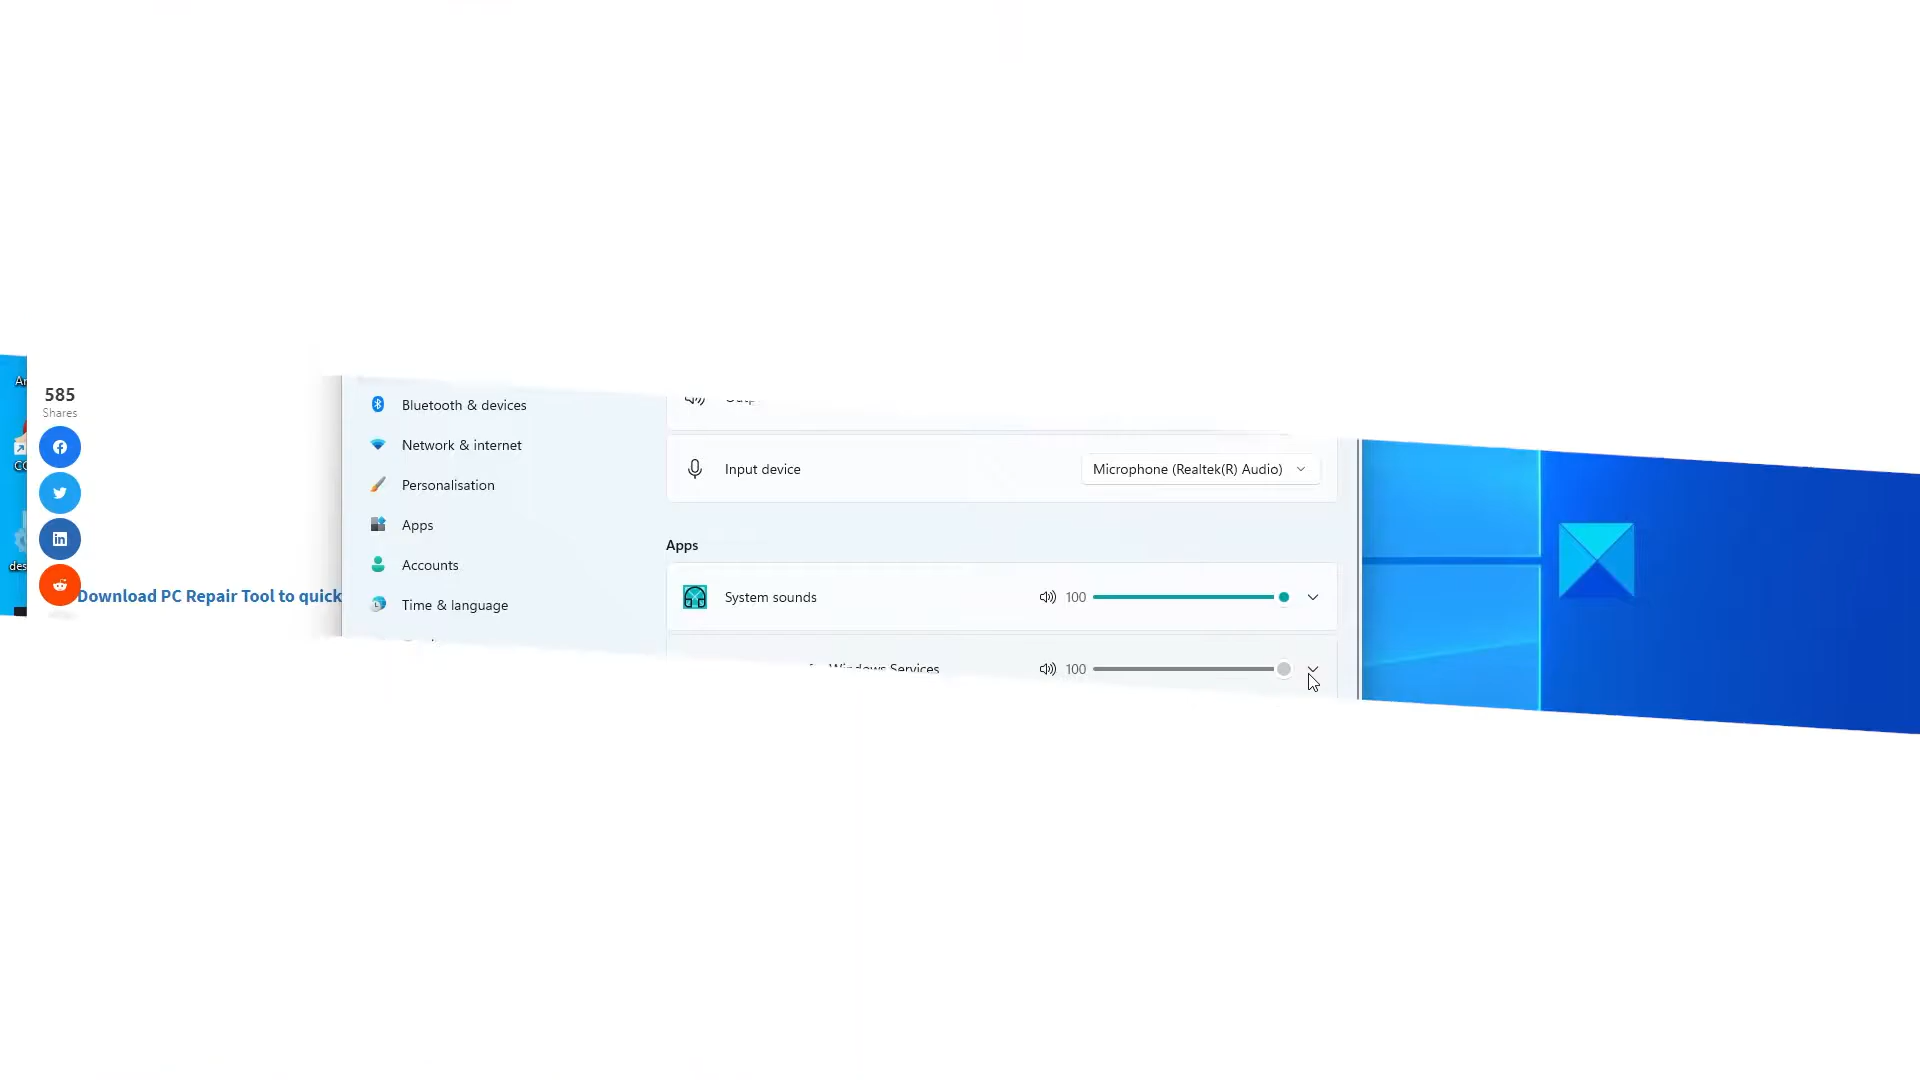 585
Shares
Download PC Repair Tool to quick
Bluetooth & devices
Network & internet
Personalisation
Apps
Accounts
Time & language
Input device
Microphone (Realtek(R) Audio)
Apps
System sounds
100
Windows Services
100